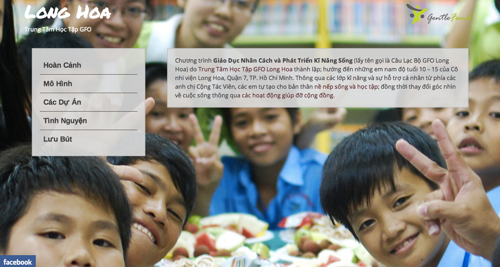 Long Hoa
Trung Tâm Học Tập GFO
GentleFun
Hoàn Cảnh
Mô Hình
Các Dự Án
Tình Nguyện
Lưu Bút
Chương trình Giáo Dục Nhân Cách và Phát Triển Kĩ Năng Sống (lấy tên gọi là Câu Lạc Bộ GFO Long
Hoa) do Trung Tâm Học Tập GFO Long Hoa thành lập; hướng đến những em nam độ tuổi 10 – 15 của Cô
nhi viện Long Hoa, Quận 7, TP. Hồ Chí Minh. Thông qua các lớp kĩ năng và sự hỗ trợ cá nhân từ phía các
anh chị Cộng Tác Viên, các em tự tạo cho bản thân nề nếp sống và học tập; đồng thời thay đổi góc nhìn
về cuộc sống thông qua các hoạt động giúp đỡ cộng đồng.
facebook